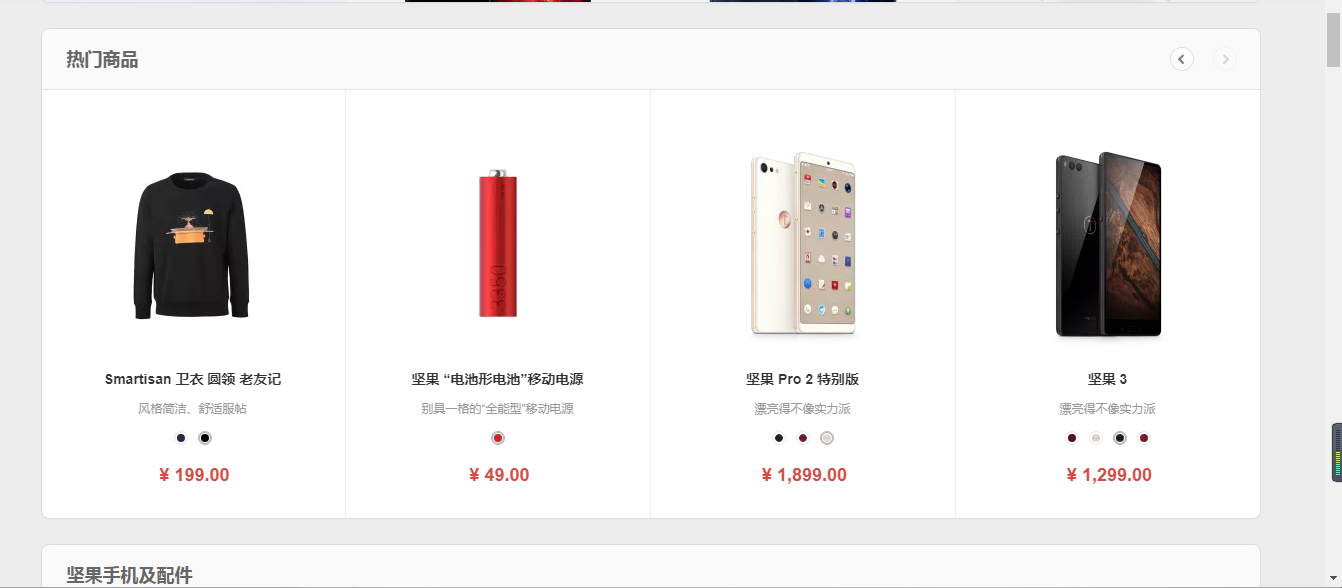 热门商品
3350
Smartisan 卫衣 圆领 老友记
风格简洁、舒适服帖
¥ 199.00
坚果 “电池形电池”移动电源
别具一格的“全能型”移动电源
¥ 49.00
坚果 Pro 2 特别版
漂亮得不像实力派
¥ 1,899.00
坚果 3
漂亮得不像实力派
¥ 1,299.00
坚果手机及配件